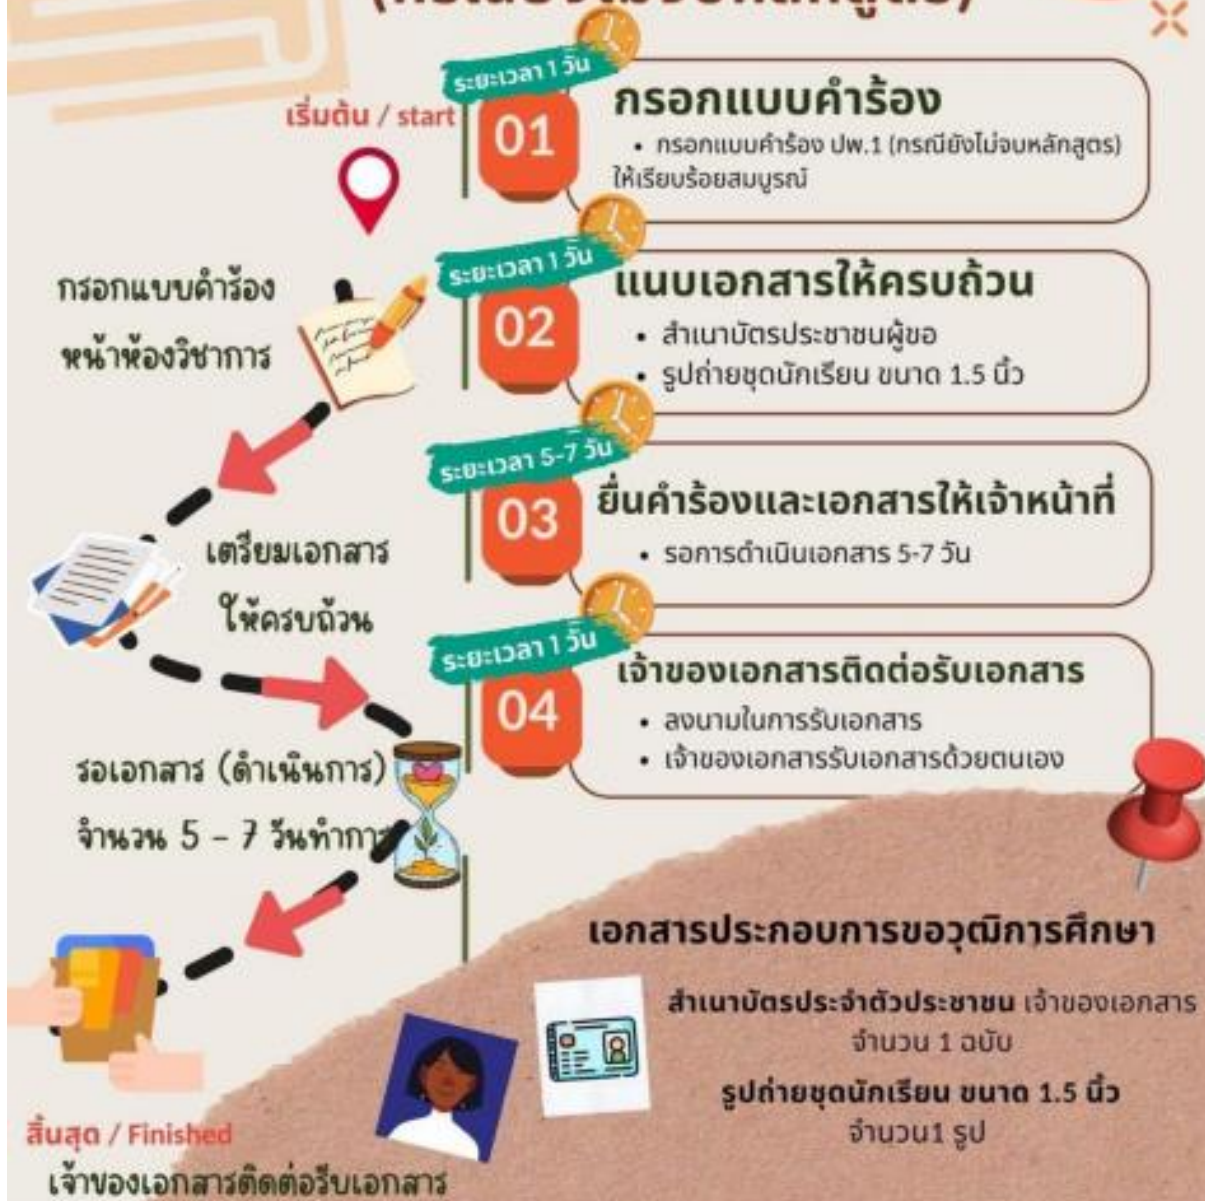 ระยะเวลา 1 วัน
เริ่มต้น / start
01
กรอกแบบคำร้อง
• กรอกแบบคำร้อง ปพ.1 (กรณียังไม่จบหลักสูตร)
ให้เรียบร้อยสมบูรณ์
กรอกแบบคำร้อง
หน้าห้องวิชาการ
ระยะเวลา 1 วัน
02
แนบเอกสารให้ครบถ้วน
• สำเนาบัตรประชาชนผู้ขอ
• รูปถ่ายชุดนักเรียน ขนาด 1.5 นิ้ว
ระยะเวลา 5-7 วัน
03
ยื่นคำร้องและเอกสารให้เจ้าหน้าที่
• รอการดำเนินเอกสาร 5-7 วัน
เตรียมเอกสาร
ให้ครบถ้วน
ระยะเวลา 1 วัน
04
เจ้าของเอกสารติดต่อรับเอกสาร
• ลงนามในการรับเอกสาร
• เจ้าของเอกสารรับเอกสารด้วยตนเอง
รอเอกสาร (ดำเนินการ)
จำนวน 5 - 7 วันทำการ
เอกสารประกอบการขอวุฒิการศึกษา
สำเนาบัตรประจำตัวประชาชน เจ้าของเอกสาร
จำนวน 1 ฉบับ
รูปถ่ายชุดนักเรียน ขนาด 1.5 นิ้ว
จำนวน1 รูป
สิ้นสุด / Finished
เจ้าของเอกสารติดต่อรับเอกสาร